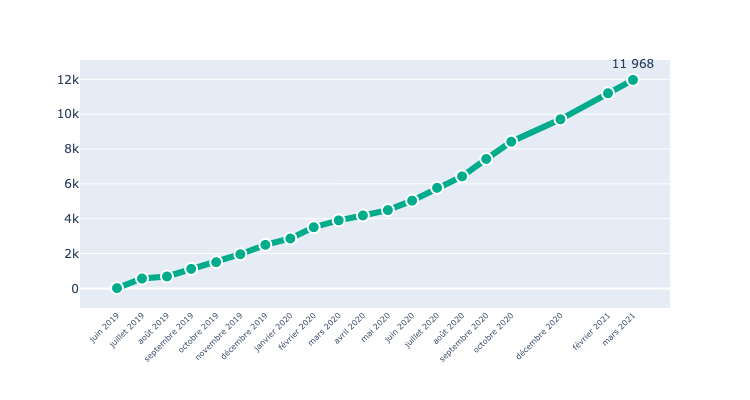 11 968
12k
10k
8k
6k
4k
2k
0
juin 2019
juillet 2019
août 2019
septembre 2019
octobre 2019
novembre 2019
décembre 2019
janvier 2020
février 2020
mars 2020
avril 2020
mai 2020
juin 2020
juillet 2020
août 2020
septembre 2020
octobre 2020
décembre 2020
février 2021
mars 2021